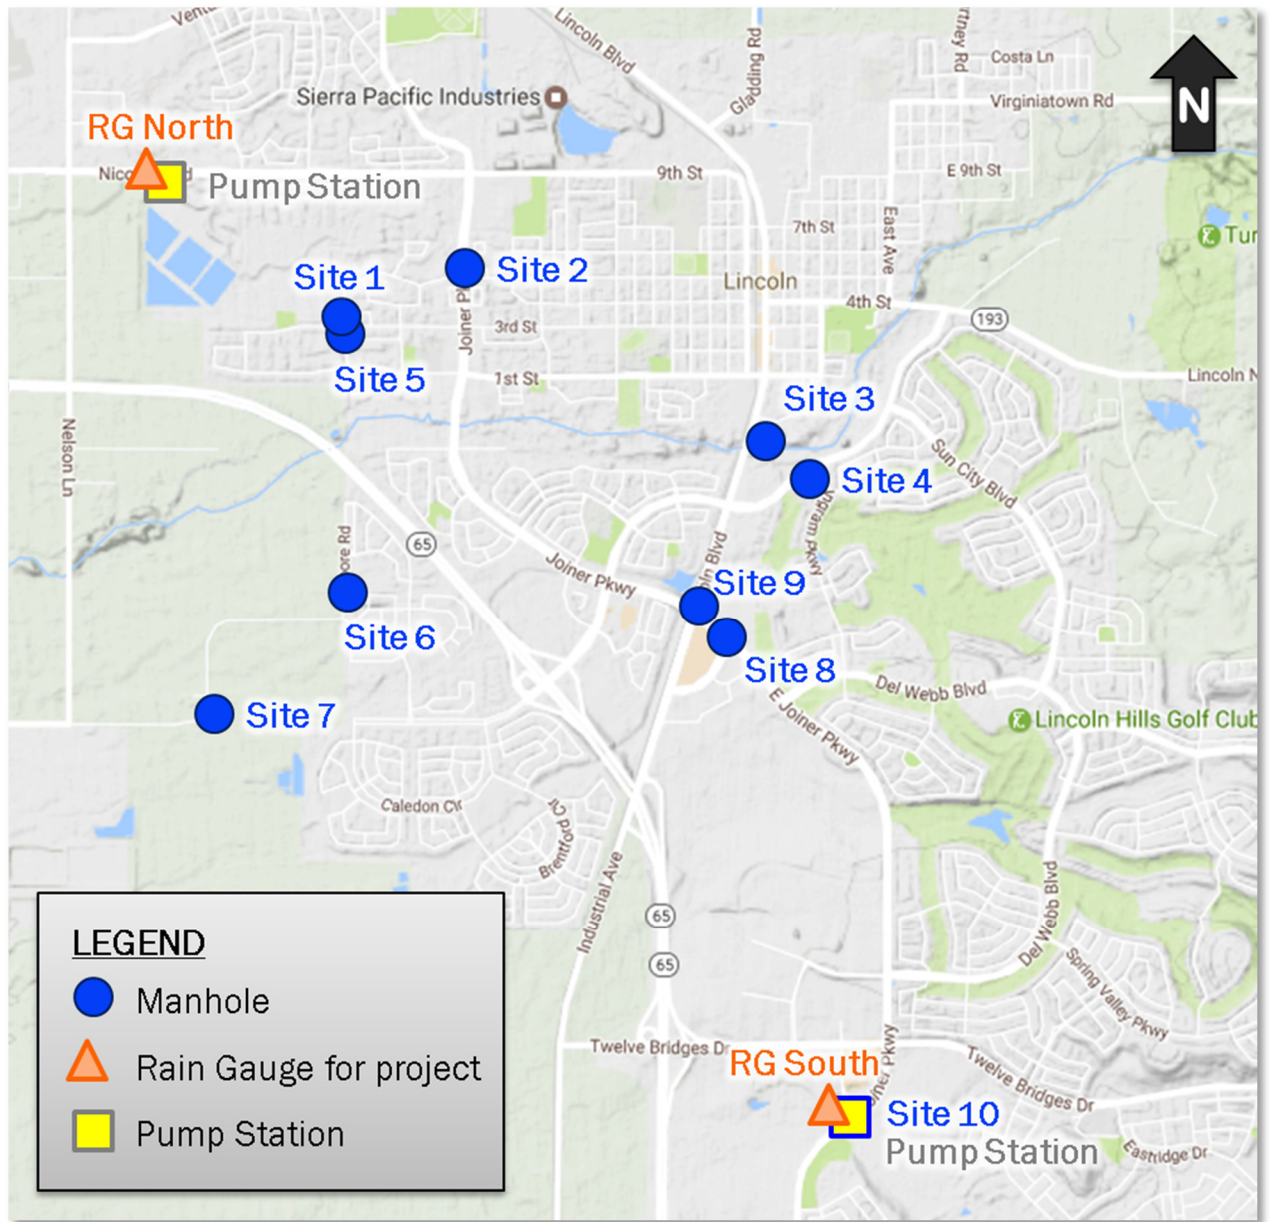 Lincoln Blvd
Gladding Rd
Costa Ln
Virginiatown Rd
N
Sierra Pacific Industries
RG North
Pump Station
9th St
E 9th St
7th St
East Ave
Site 1
Site 2
Lincoln
4th St
193
3rd St
Site 5
1st St
Site 3
Nelson Ln
Site 4
Sun City Blvd
65
Joiner Pkwy
Site 9
Site 6
Site 8
Del Webb Blvd
Site 7
E Joiner Pkwy
Lincoln Hills Golf Club
Caledon Cir
Brentford Cir
Industrial Ave
65
65
Del Webb Blvd
Spring Valley Pkwy
LEGEND
Manhole
Rain Gauge for project
Pump Station
Twelve Bridges Dr
RG South
Twelve Bridges Dr
Site 10
Pump Station
Eastridge Dr